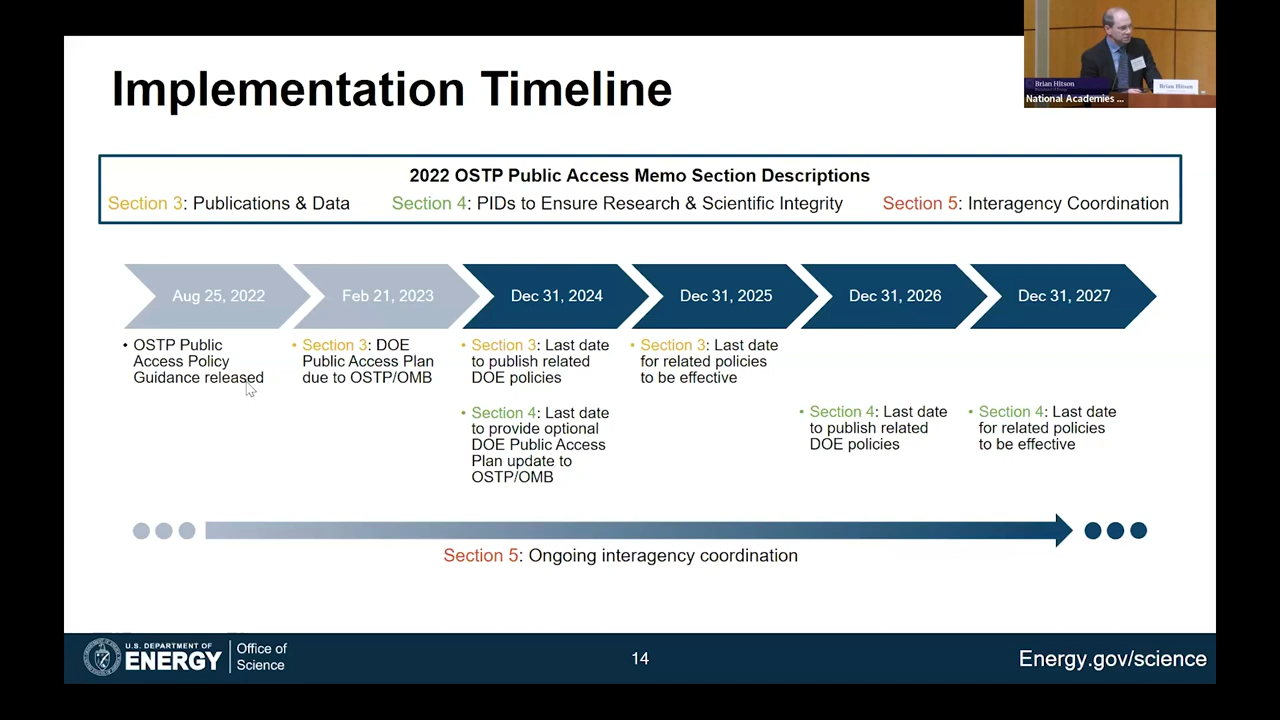 Implementation Timeline
Brian Hitson
National Academies ...
Brian Hitson
2022 OSTP Public Access Memo Section Descriptions
Section 3: Publications & Data
Section 4: PIDs to Ensure Research & Scientific Integrity
Section 5: Interagency Coordination
Aug 25, 2022
Feb 21, 2023
Dec 31, 2024
Dec 31, 2025
Dec 31, 2026
Dec 31, 2027
• OSTP Public
Access Policy
Guidance released
• Section 3: DOE
Public Access Plan
due to OSTP/OMB
• Section 3: Last date
to publish related
DOE policies
• Section 4: Last date
to provide optional
DOE Public Access
Plan update to
OSTP/OMB
• Section 3: Last date
for related policies
to be effective
• Section 4: Last date
to publish related
DOE policies
• Section 4: Last date
for related policies
to be effective
Section 5: Ongoing interagency coordination
U.S. DEPARTMENT OF
ENERGY
Office of
Science
14
Energy.gov/science